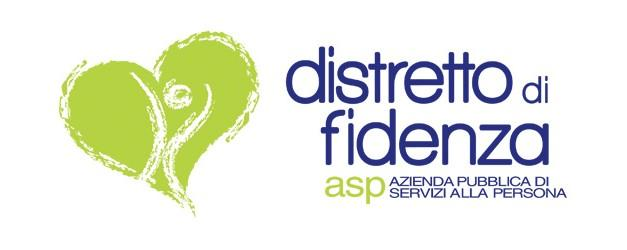 distretto di
fidenza
asp AZIENDA PUBBLICA DI
SERVIZI ALLA PERSONA